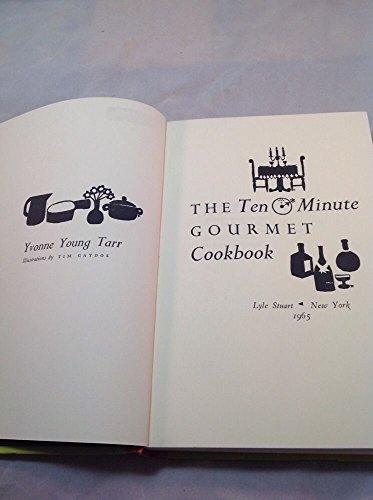 Yvonne Young Tarr
Illustrations by TIM GAYDOS
THE Ten Minute
GOURMET
Cookbook
Lyle Stuart New York
1965